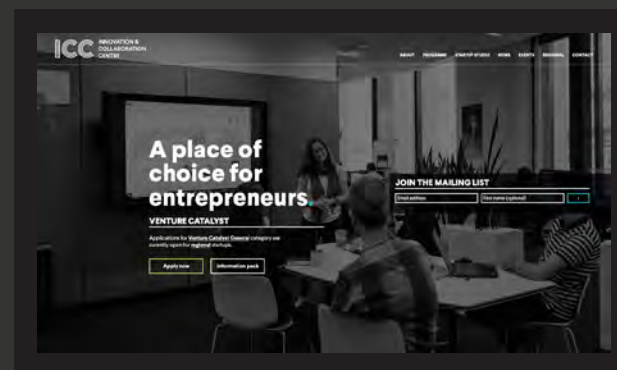 ICC INNOVATION &
COLLABORATION
CENTRE
ABOUT PROGRAMS STARTUP STUDIO NEWS EVENTS REGIONAL CONTACT
A place of
choice for
entrepreneurs.
VENTURE CATALYST
Applications for Venture Catalyst General category are
currently open for regional startups.
Apply now Information pack
JOIN THE MAILING LIST
Email address First name (optional)